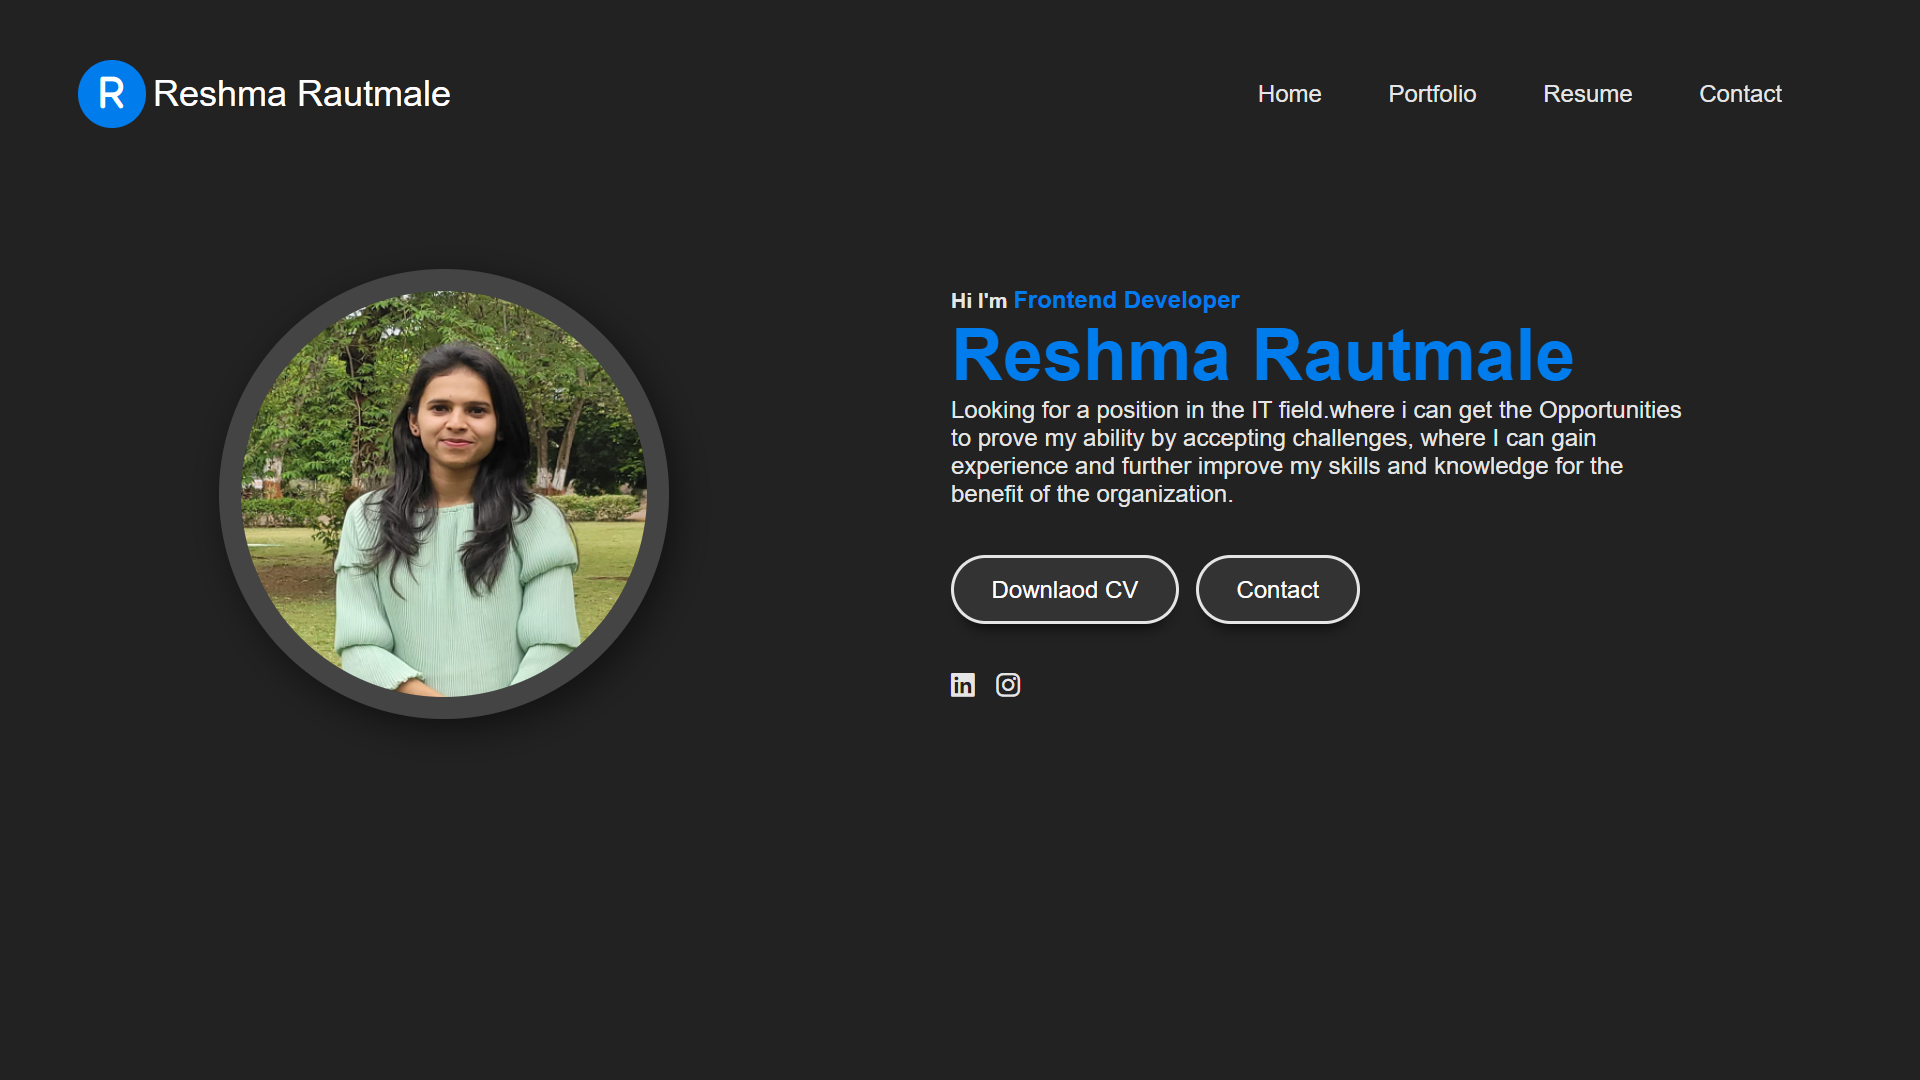 R Reshma Rautmale
Home Portfolio Resume Contact
Hi I'm Frontend Developer
Reshma Rautmale
Looking for a position in the IT field.where i can get the Opportunities
to prove my ability by accepting challenges, where I can gain
experience and further improve my skills and knowledge for the
benefit of the organization.
Downlaod CV Contact
in